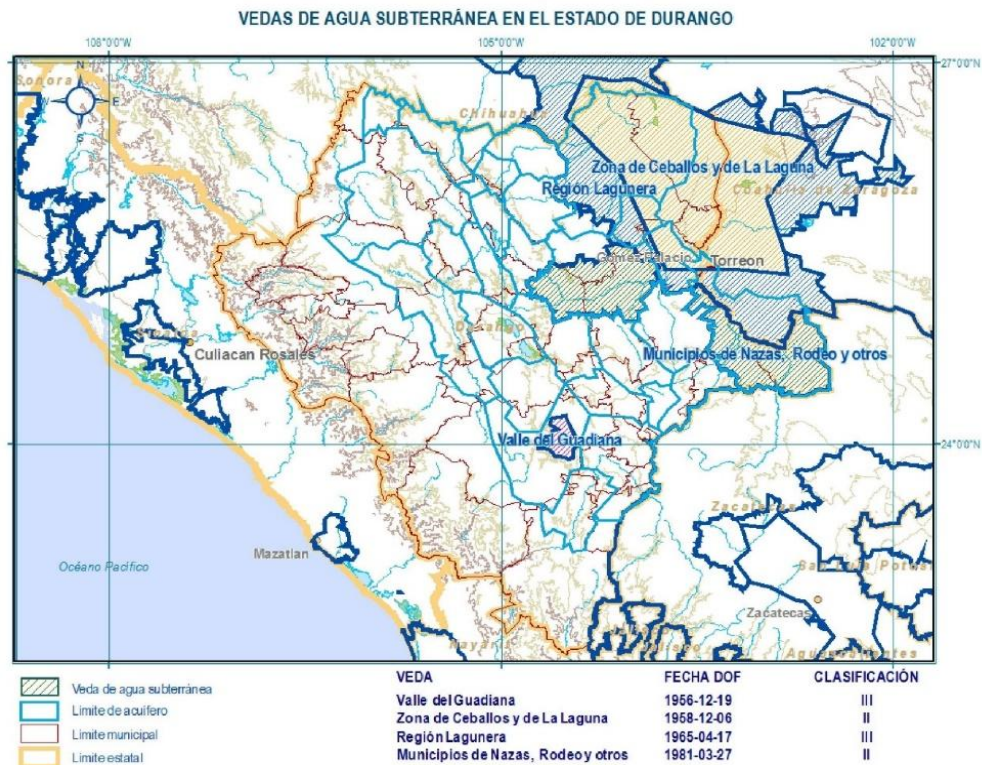 VEDAS DE AGUA SUBTERRÁNEA EN EL ESTADO DE DURANGO
108°0'0"W 105°0'0"W 102°0'0"W
27°0'0"N
Sonora
N
E
S
Chihuahua
Zona de Ceballos y de La Laguna
Región Lagunera
Coahuila de Zaragoza
Gómez Palacio
Torreon
Durango
Culiacan Rosales
Municipios de Nazas, Rodeo y otros
Valle del Guadiana
24°0'0"N
Zacatecas
Mazatlan
Océano Pacifico
San Luis Potosí
Zacatecas
Nayarit
Aguascalientes
Veda de agua subterránea
Limite de acuífero
Limite municipal
Limite estatal
VEDA FECHA DOF CLASIFICACIÓN
Valle del Guadiana 1956-12-19 III
Zona de Ceballos y de La Laguna 1958-12-06 II
Región Lagunera 1965-04-17 III
Municipios de Nazas, Rodeo y otros 1981-03-27 II